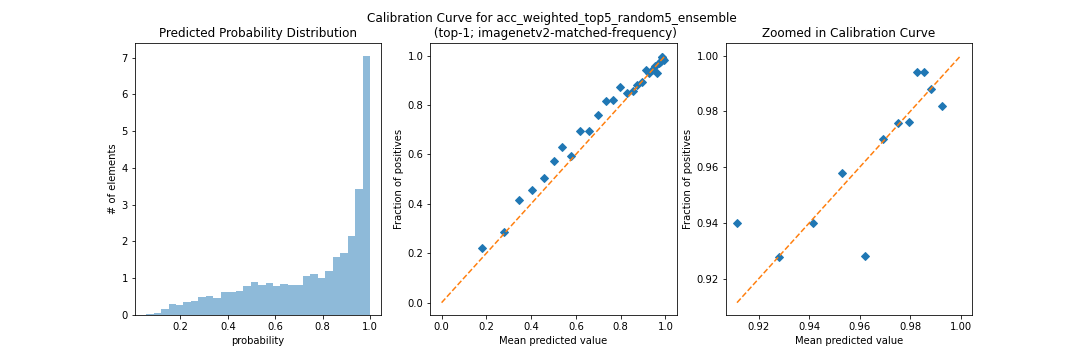 Calibration Curve for acc_weighted_top5_random5_ensemble
(top-1; imagenetv2-matched-frequency)
Predicted Probability Distribution
Zoomed in Calibration Curve
# of elements
7
6
5
4
3
2
1
0
0.2 0.4 0.6 0.8 1.0
probability
Fraction of positives
1.0
0.8
0.6
0.4
0.2
0.0
0.0 0.2 0.4 0.6 0.8 1.0
Mean predicted value
Fraction of positives
1.00
0.98
0.96
0.94
0.92
0.92 0.94 0.96 0.98 1.00
Mean predicted value